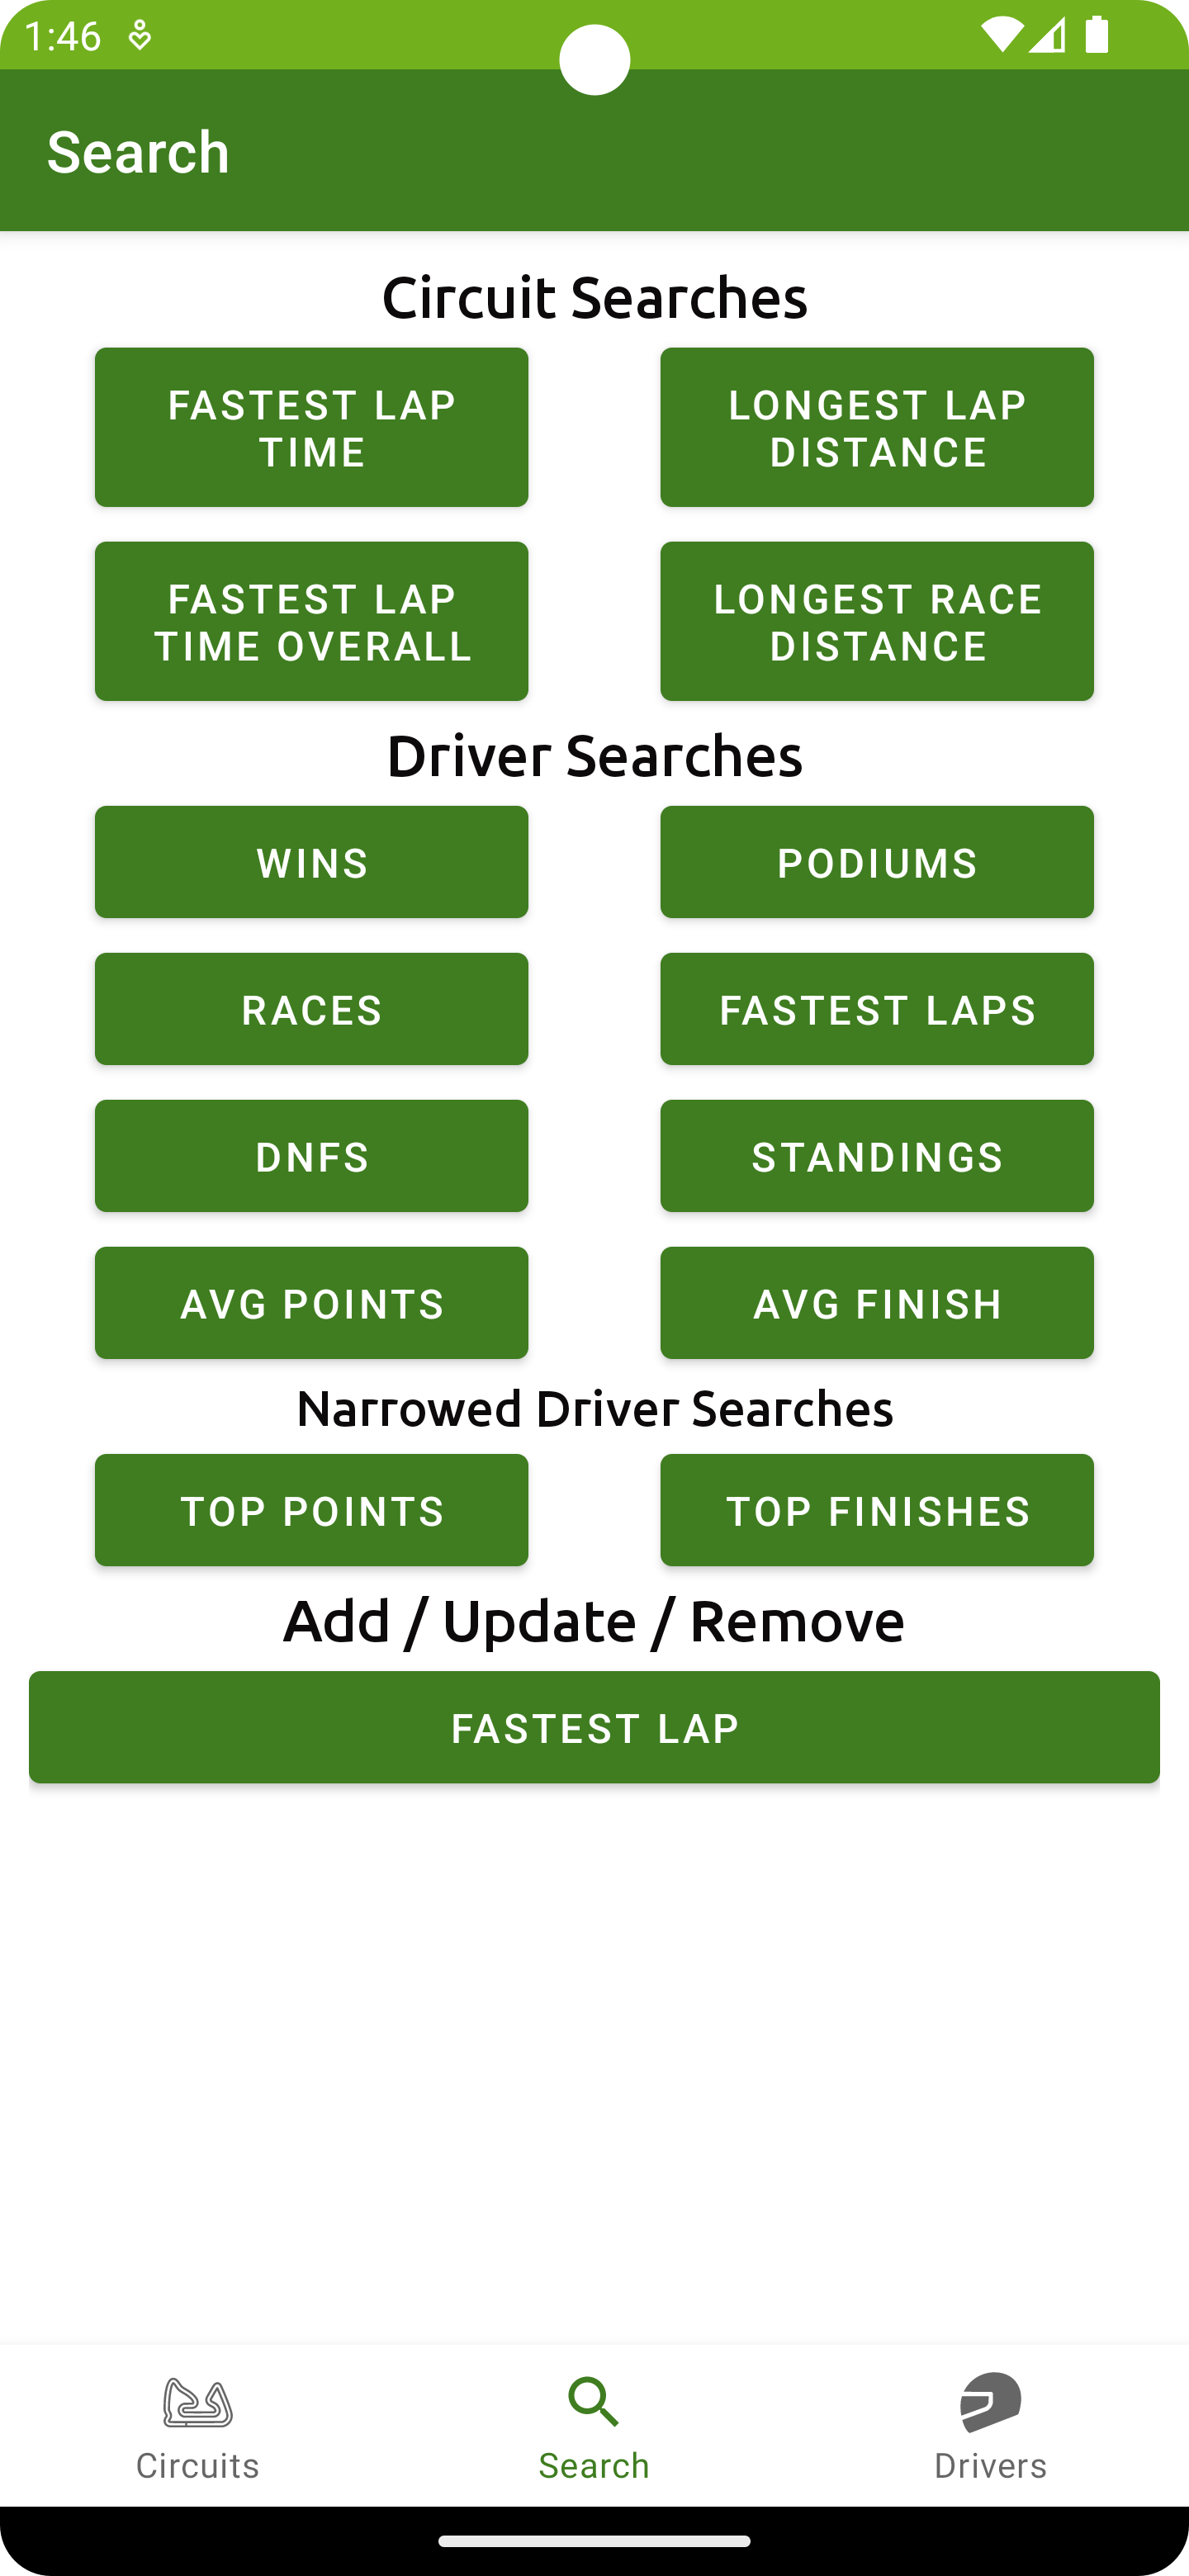 1:46
Search
Circuit Searches
FASTEST LAP
TIME
LONGEST LAP
DISTANCE
FASTEST LAP
TIME OVERALL
LONGEST RACE
DISTANCE
Driver Searches
WINS
PODIUMS
RACES
FASTEST LAPS
DNFS
STANDINGS
AVG POINTS
AVG FINISH
Narrowed Driver Searches
TOP POINTS
TOP FINISHES
Add / Update / Remove
FASTEST LAP
Circuits
Search
Drivers